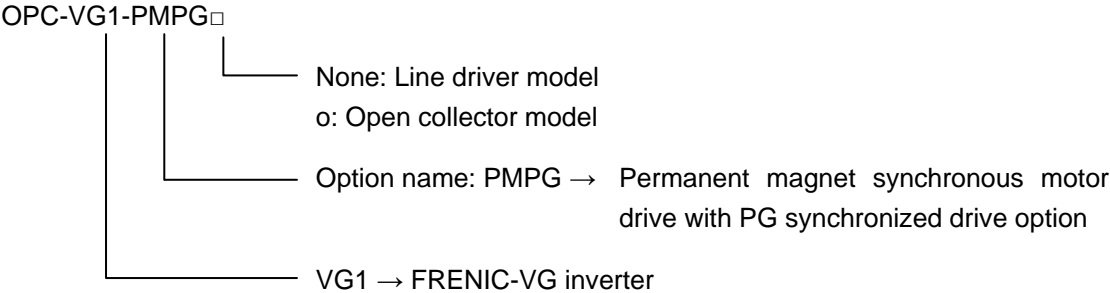 OPC-VG1-PMPG□
None: Line driver model
o: Open collector model
Option name: PMPG → Permanent magnet synchronous motor
drive with PG synchronized drive option
VG1 → FRENIC-VG inverter